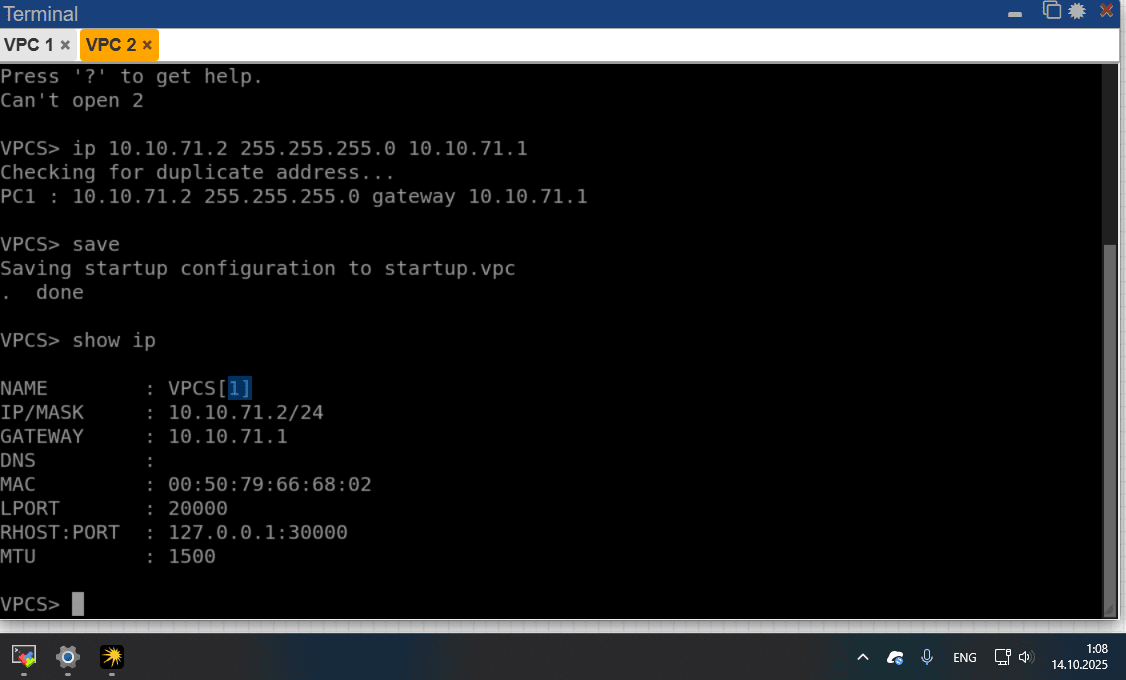 Terminal
VPC 1 × VPC 2 ×
Press '?' to get help.
Can't open 2
VPCS> ip 10.10.71.2 255.255.255.0 10.10.71.1
Checking for duplicate address...
PC1 : 10.10.71.2 255.255.255.0 gateway 10.10.71.1
VPCS> save
Saving startup configuration to startup.vpc
.  done
VPCS> show ip
NAME        : VPCS[1]
IP/MASK     : 10.10.71.2/24
GATEWAY     : 10.10.71.1
DNS         :
MAC         : 00:50:79:66:68:02
LPORT       : 20000
RHOST:PORT  : 127.0.0.1:30000
MTU         : 1500
VPCS>
ENG
1:08
14.10.2025